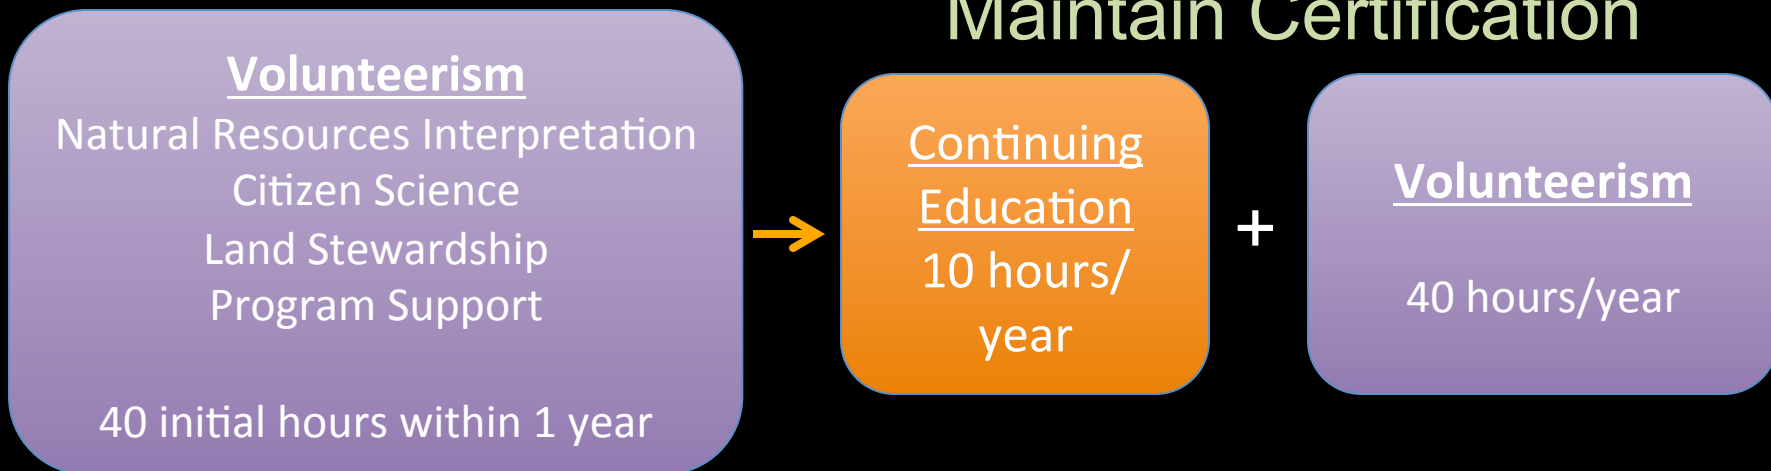 Maintain Certification
Volunteerism
Natural Resources Interpretation
Citizen Science
Land Stewardship
Program Support
40 initial hours within 1 year
Continuing
Education
10 hours/
year
+
Volunteerism
40 hours/year